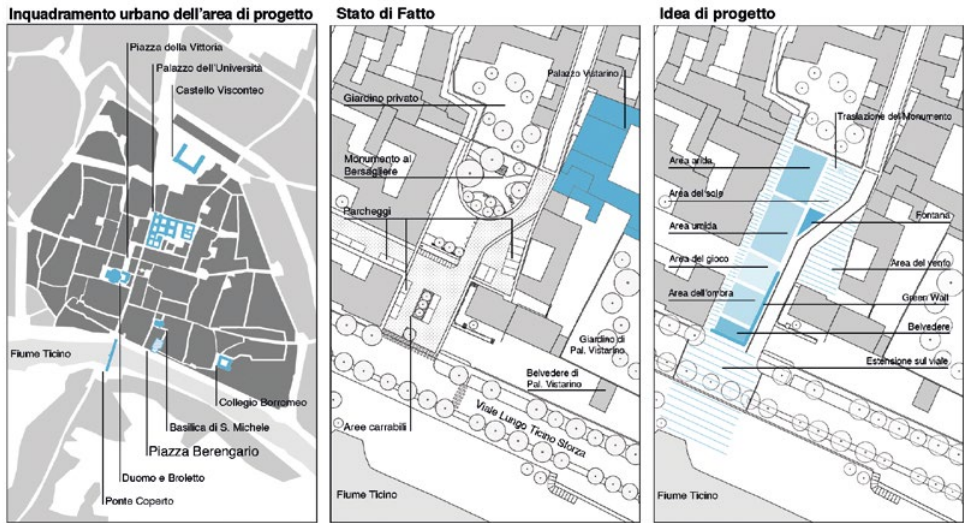 Inquadramento urbano dell'area di progetto
Piazza della Vittoria
Palazzo dell'Università
Castello Visconteo
Fiume Ticino
Collegio Borromeo
Basilica di S. Michele
Piazza Berengario
Duomo e Broletto
Ponte Coperto
Stato di Fatto
Palazzo Vistarino
Giardino privato
Monumento al
Bersagliere
Parcheggi
Giardino di
Pal. Vistarino
Belvedere di
Pal. Vistarino
Viale Lungo Ticino Sforza
Aree carrabili
Fiume Ticino
Idea di progetto
Traslazione del Monumento
Area arida
Area del sole
Fontana
Area umida
Area del gioco
Area del vento
Area dell'ombra
Green Wall
Belvedere
Estensione sul viale
Fiume Ticino